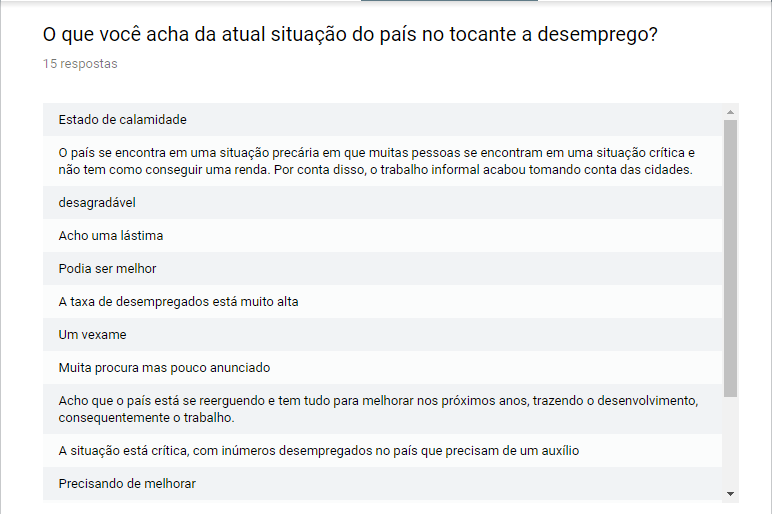 O que você acha da atual situação do país no tocante a desemprego?
15 respostas
Estado de calamidade
O país se encontra em uma situação precária em que muitas pessoas se encontram em uma situação crítica e
não tem como conseguir uma renda. Por conta disso, o trabalho informal acabou tomando conta das cidades.
desagradável
Acho uma lástima
Podia ser melhor
A taxa de desempregados está muito alta
Um vexame
Muita procura mas pouco anunciado
Acho que o país está se reerguendo e tem tudo para melhorar nos próximos anos, trazendo o desenvolvimento,
consequentemente o trabalho.
A situação está crítica, com inúmeros desempregados no país que precisam de um auxílio
Precisando de melhorar